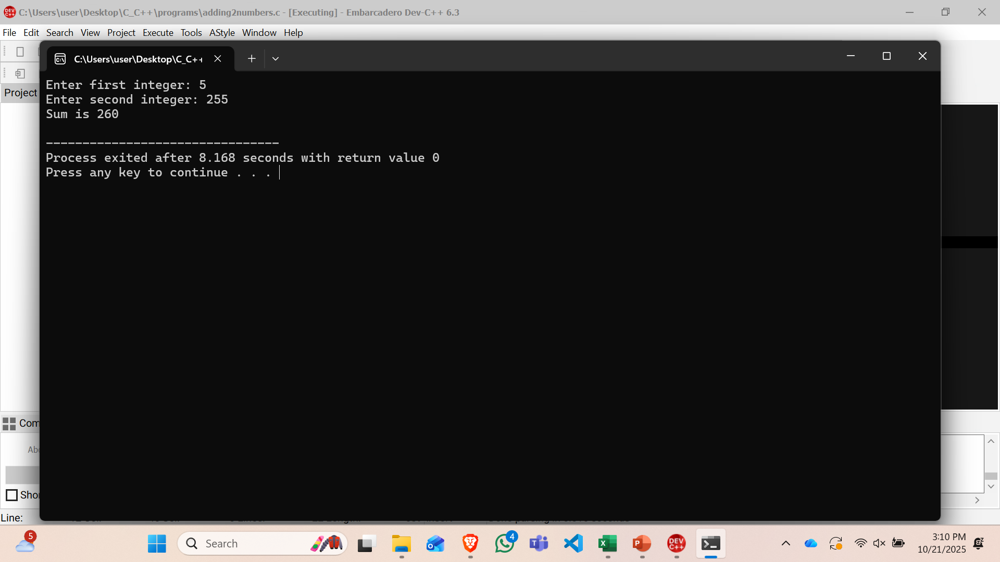 C:\Users\user\Desktop\C_C++\programs\adding2numbers.c - [Executing] - Embarcadero Dev-C++ 6.3
File Edit Search View Project Execute Tools AStyle Window Help
C:\Users\user\Desktop\C_C++
Project
Enter first integer: 5
Enter second integer: 255
Sum is 260
--------------------------------
Process exited after 8.168 seconds with return value 0
Press any key to continue . . .
Com
Abo
Shor
Line:
5
Search
4
3:10 PM
10/21/2025